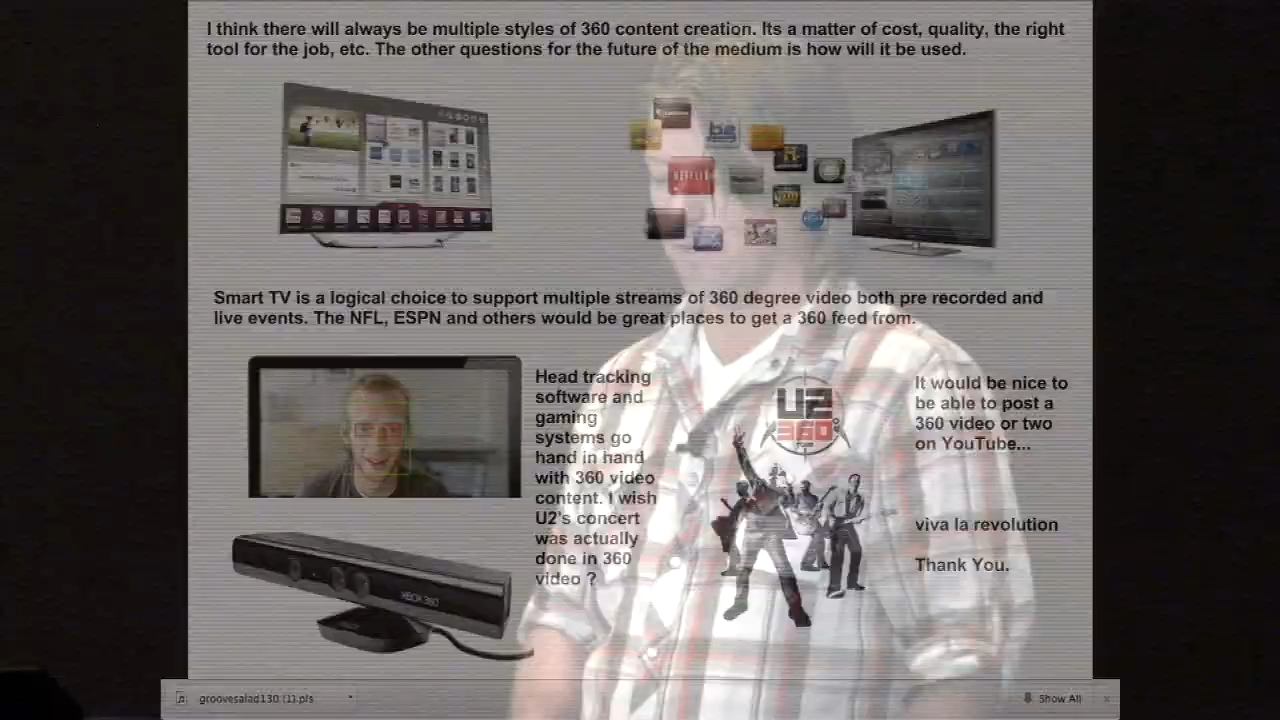 I think there will always be multiple styles of 360 content creation. Its a matter of cost, quality, the right
tool for the job, etc. The other questions for the future of the medium is how will it be used.
NETFLIX
Smart TV is a logical choice to support multiple streams of 360 degree video both pre recorded and
live events. The NFL, ESPN and others would be great places to get a 360 feed from.
Head tracking
software and
gaming
systems go
hand in hand
with 360 video
content. I wish
U2's concert
was actually
done in 360
video ?
XBOX 360
U2
360°
TOUR
It would be nice to
be able to post a
360 video or two
on YouTube...
viva la revolution
Thank You.
groovesalad130 (1).pls
Show All